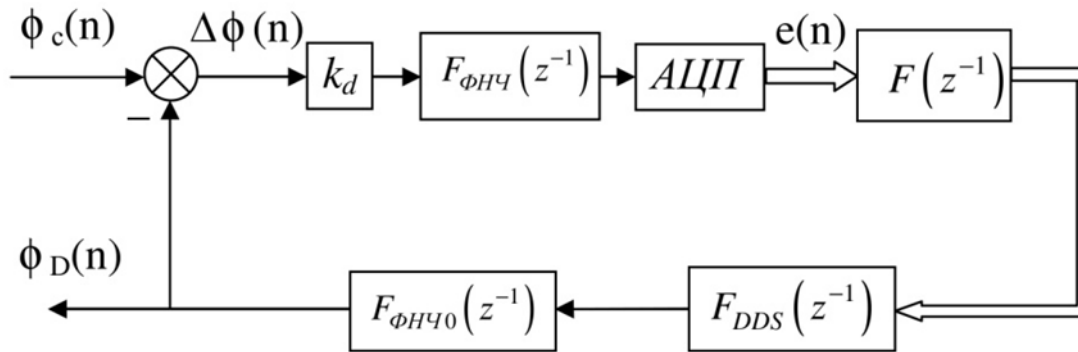 ϕ c(n)
Δϕ (n)
k_d
F_ФНЧ(z⁻¹)
АЦП
e(n)
F(z⁻¹)
−
ϕ D(n)
F_ФНЧ0(z⁻¹)
F_DDS(z⁻¹)